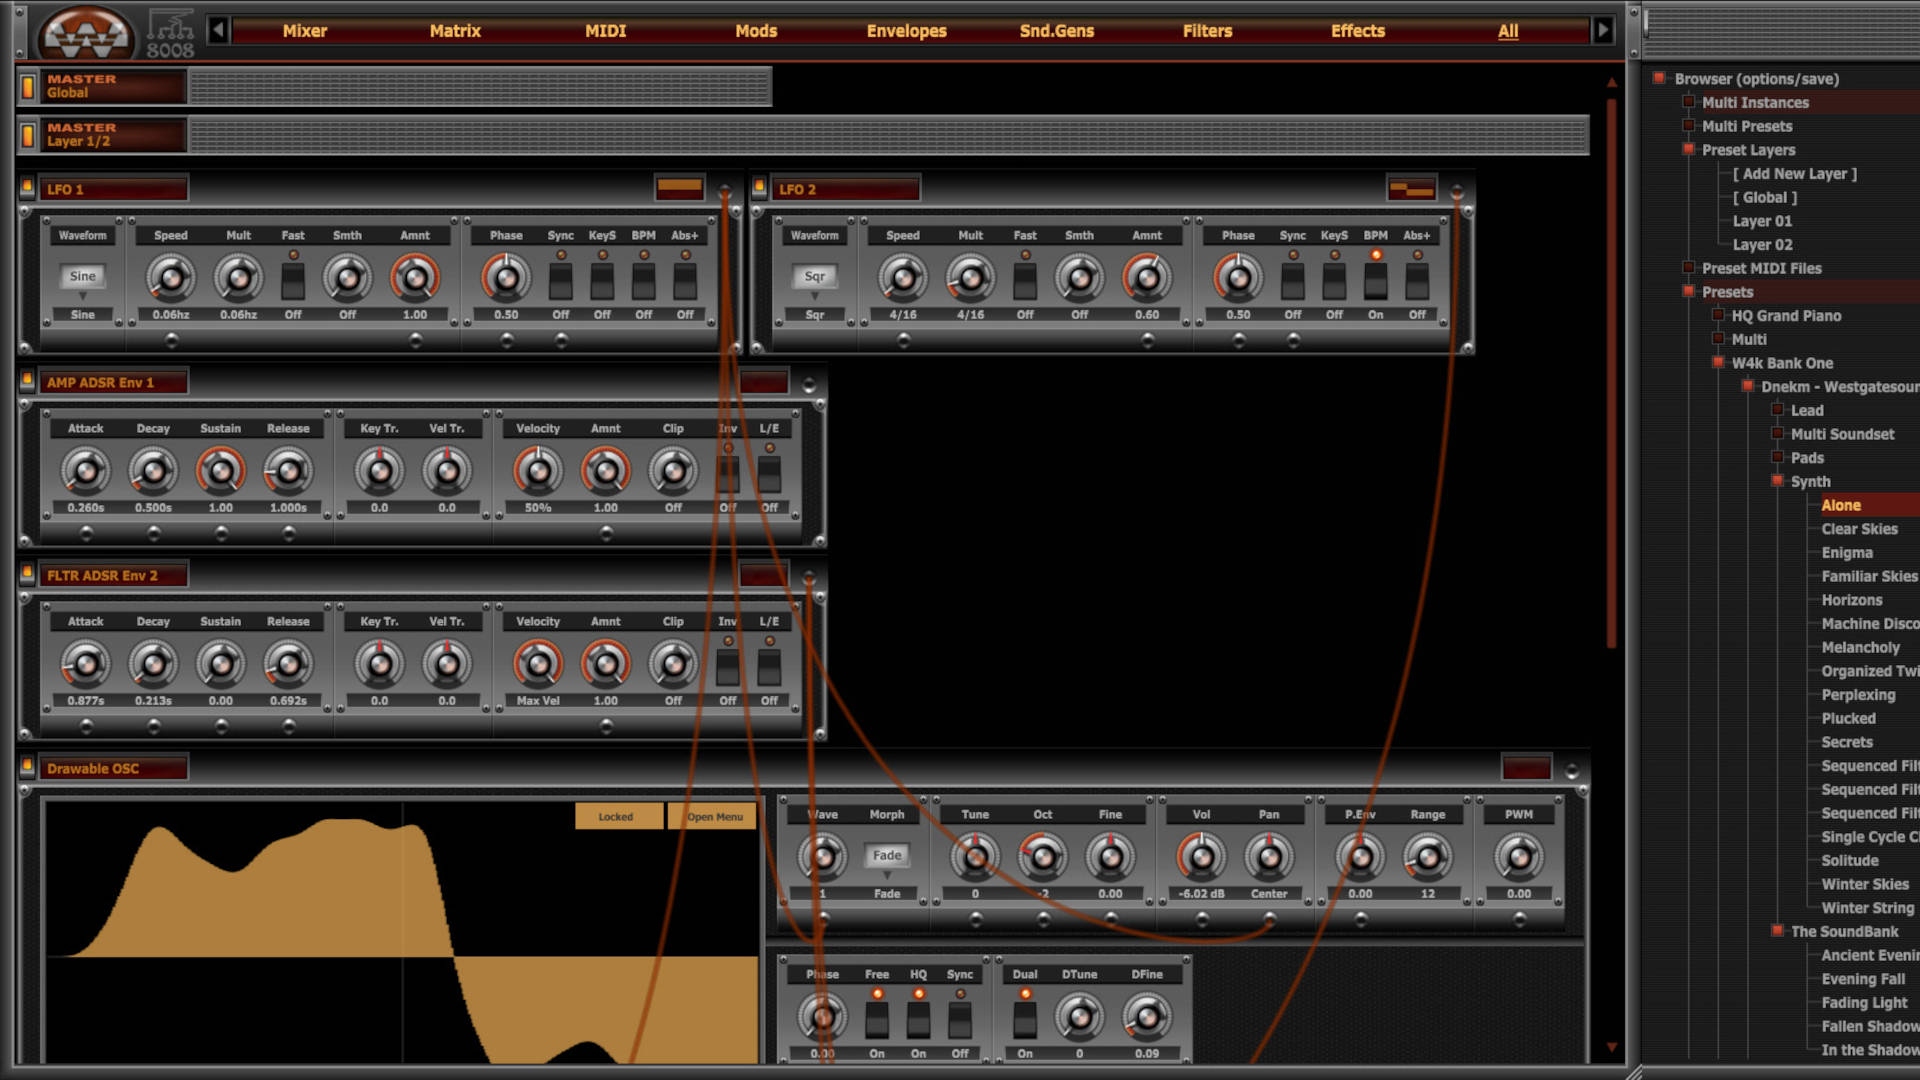 8008
Mixer Matrix MIDI Mods Envelopes Snd.Gens Filters Effects All
MASTER
Global
MASTER
Layer 1/2
LFO 1
Waveform Speed Mult Fast Smth Amnt Phase Sync KeyS BPM Abs+
Sine
Sine 0.06hz 0.06hz Off Off 1.00 0.50 Off Off Off Off
LFO 2
Waveform Speed Mult Fast Smth Amnt Phase Sync KeyS BPM Abs+
Sqr
Sqr 4/16 4/16 Off Off 0.60 0.50 Off Off On Off
AMP ADSR Env 1
Attack Decay Sustain Release Key Tr. Vel Tr. Velocity Amnt Clip Inv L/E
0.260s 0.500s 1.00 1.000s 0.0 0.0 50% 1.00 Off Off Off
FLTR ADSR Env 2
Attack Decay Sustain Release Key Tr. Vel Tr. Velocity Amnt Clip Inv L/E
0.877s 0.213s 0.00 0.692s 0.0 0.0 Max Vel 1.00 Off Off Off
Drawable OSC
Locked Open Menu
Wave Morph Tune Oct Fine Vol Pan P.Env Range PWM
Fade
1 Fade 0 -2 0.00 -6.02 dB Center 0.00 12 0.00
Phase Free HQ Sync Dual DTune DFine
0.00 On On Off On 0 0.09
Browser (options/save)
Multi Instances
Multi Presets
Preset Layers
[ Add New Layer ]
[ Global ]
Layer 01
Layer 02
Preset MIDI Files
Presets
HQ Grand Piano
Multi
W4k Bank One
Dnekm - Westgatesour
Lead
Multi Soundset
Pads
Synth
Alone
Clear Skies
Enigma
Familiar Skies
Horizons
Machine Disco
Melancholy
Organized Twi
Perplexing
Plucked
Secrets
Sequenced Filt
Sequenced Filt
Sequenced Filt
Single Cycle C
Solitude
Winter Skies
Winter String
The SoundBank
Ancient Evenin
Evening Fall
Fading Light
Fallen Shadow
In the Shadow